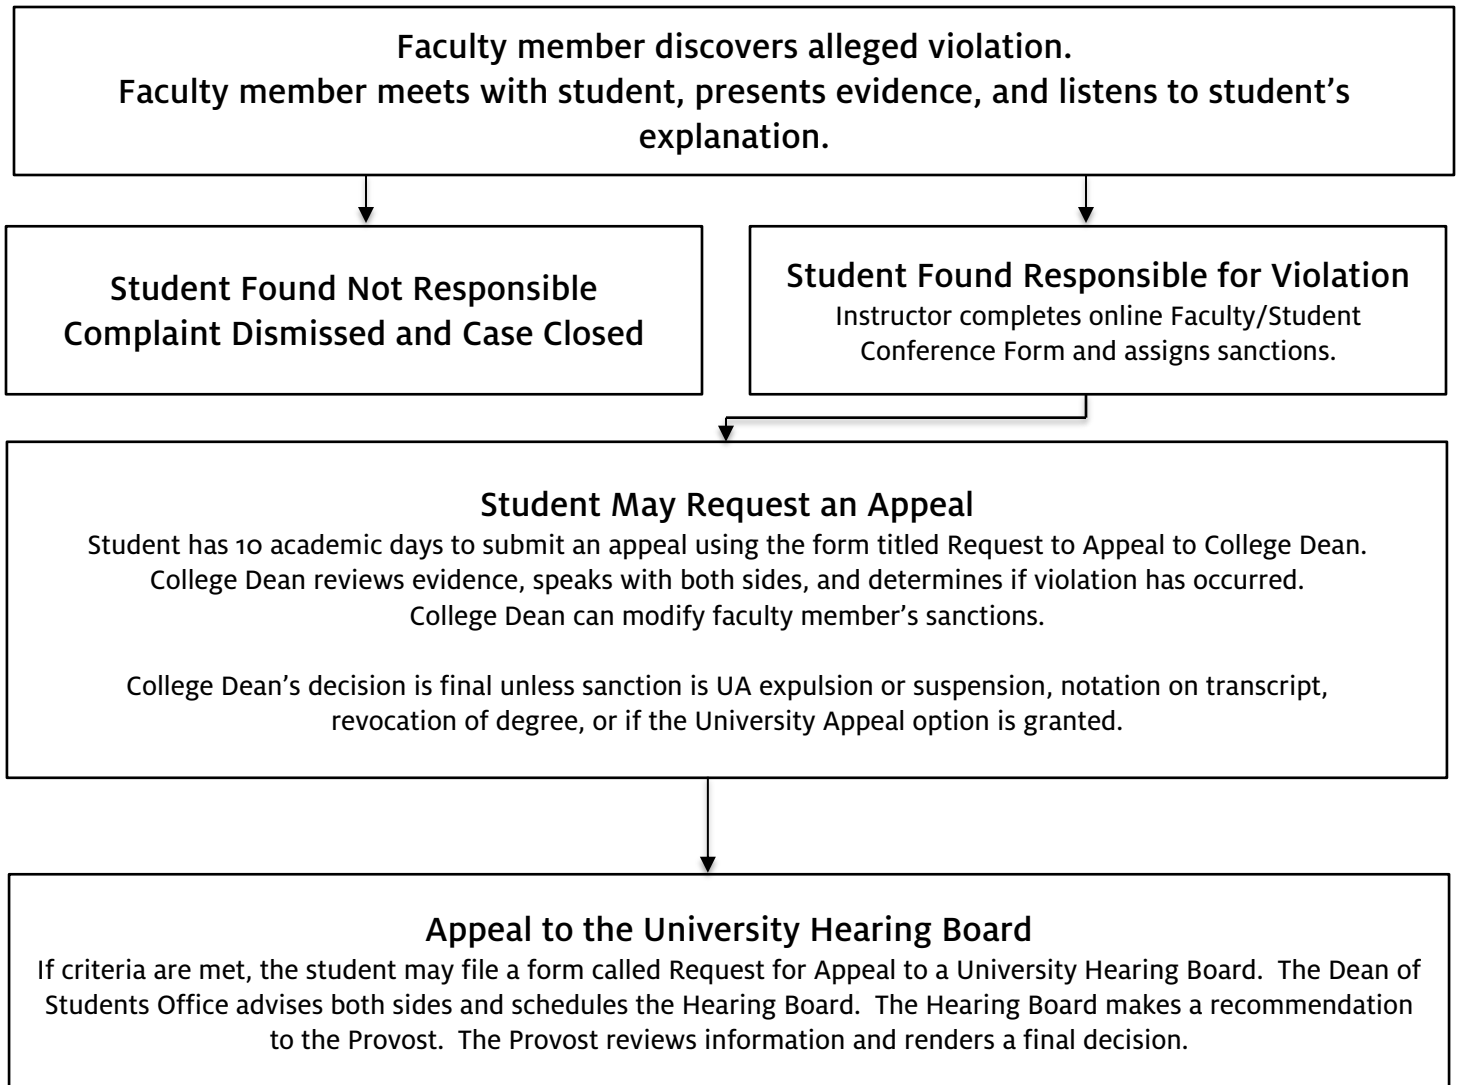 Faculty member discovers alleged violation.
Faculty member meets with student, presents evidence, and listens to student’s
explanation.
Student Found Not Responsible
Complaint Dismissed and Case Closed
Student Found Responsible for Violation
Instructor completes online Faculty/Student
Conference Form and assigns sanctions.
Student May Request an Appeal
Student has 10 academic days to submit an appeal using the form titled Request to Appeal to College Dean.
College Dean reviews evidence, speaks with both sides, and determines if violation has occurred.
College Dean can modify faculty member’s sanctions.
College Dean’s decision is final unless sanction is UA expulsion or suspension, notation on transcript,
revocation of degree, or if the University Appeal option is granted.
Appeal to the University Hearing Board
If criteria are met, the student may file a form called Request for Appeal to a University Hearing Board.  The Dean of
Students Office advises both sides and schedules the Hearing Board.  The Hearing Board makes a recommendation
to the Provost.  The Provost reviews information and renders a final decision.